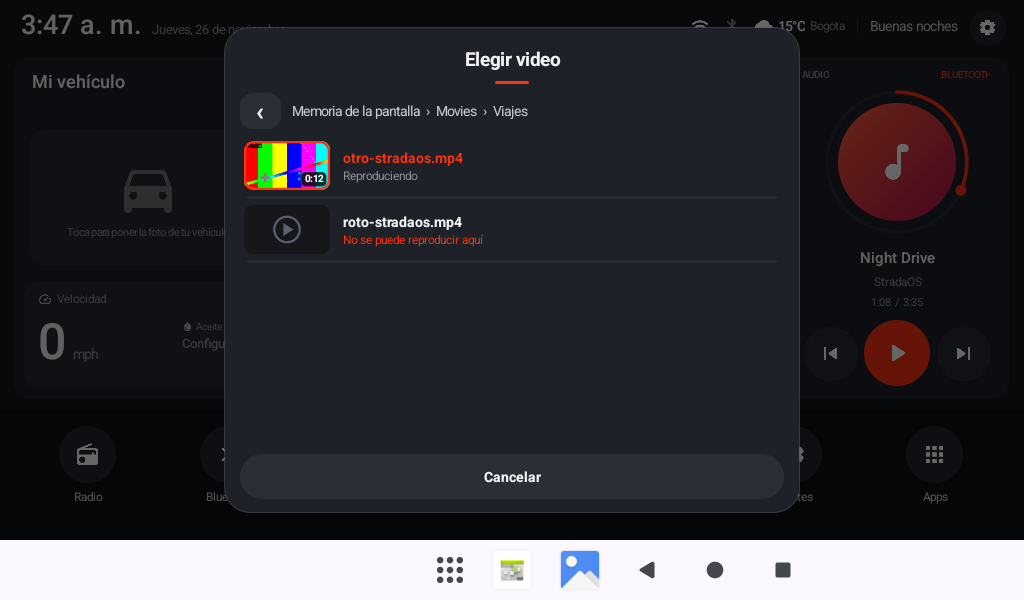 3:47 a. m.
Jueves, 26 de
15°C Bogota
Buenas noches
Mi vehículo
Elegir video
AUDIO
BLUETOOTH
‹
Memoria de la pantalla › Movies › Viajes
0:12
otro-stradaos.mp4
Reproduciendo
roto-stradaos.mp4
No se puede reproducir aquí
Toca para poner la foto de tu vehícul
Night Drive
StradaOS
1:08 / 3:35
Velocidad
0 mph
Aceite
Configu
Cancelar
Radio
Blue
tes
Apps